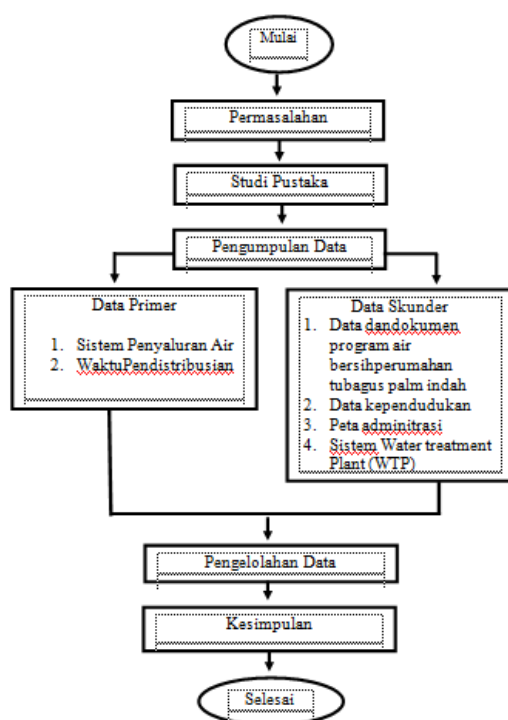 Mulai
Permasalahan
Studi Pustaka
Pengumpulan Data
Data Primer
1. Sistem Penyaluran Air
2. WaktuPendistribusian
Data Skunder
1. Data dandokumen
program air
bersihperumahan
tubagus palm indah
2. Data kependudukan
3. Peta adminitrasi
4. Sistem Water treatment
Plant (WTP)
Pengelolahan Data
Kesimpulan
Selesai